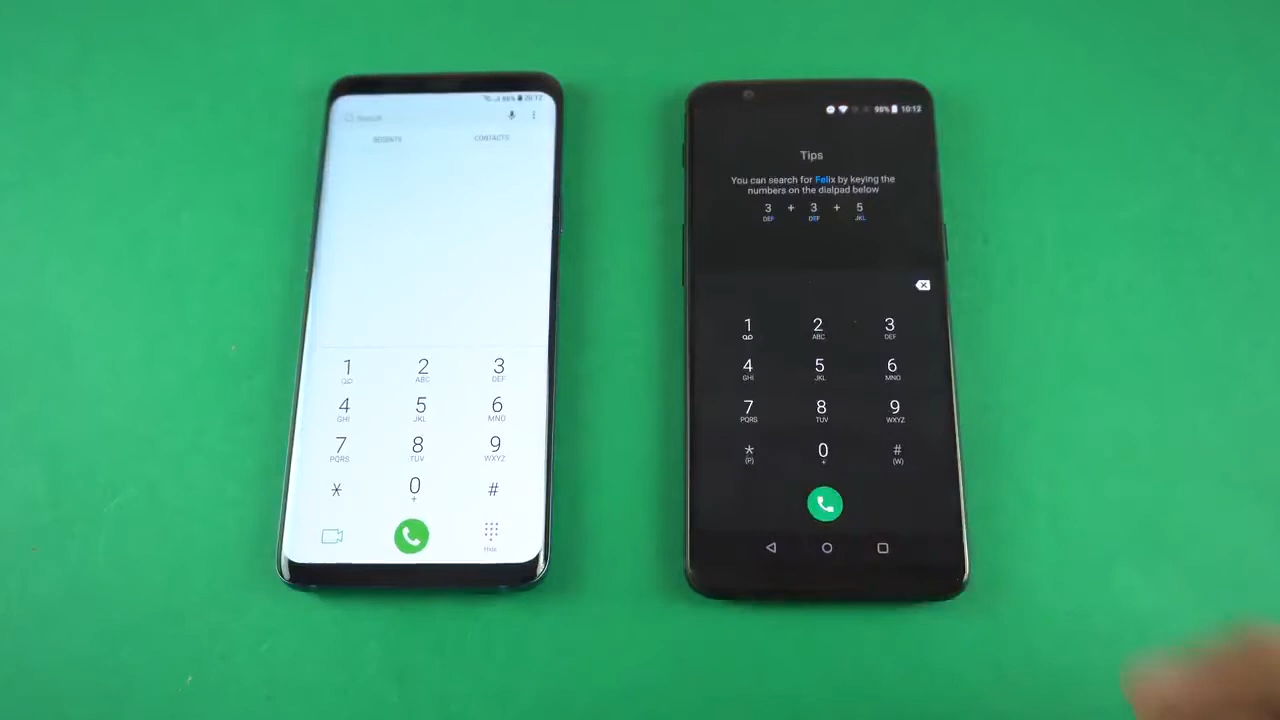 Search
RECENTS CONTACTS
1 2 3
ABC DEF
4 5 6
GHI JKL MNO
7 8 9
PQRS TUV WXYZ
* 0 #
+
Hide
98% 10:12
Tips
You can search for Felix by keying the
numbers on the dialpad below
3 + 3 + 5
DEF DEF JKL
1 2 3
ABC DEF
4 5 6
GHI JKL MNO
7 8 9
PQRS TUV WXYZ
* 0 #
(P) + (W)